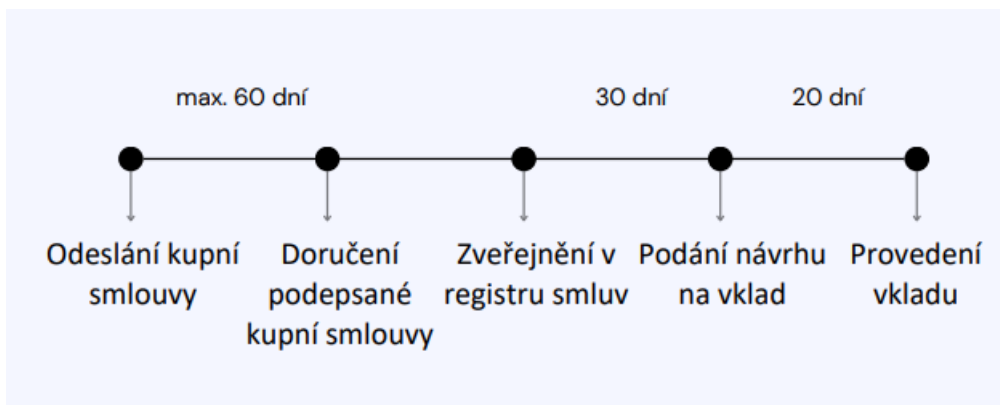 max. 60 dní
30 dní
20 dní
Odeslání kupní
smlouvy
Doručení
podepsané
kupní smlouvy
Zveřejnění v
registru smluv
Podání návrhu
na vklad
Provedení
vkladu